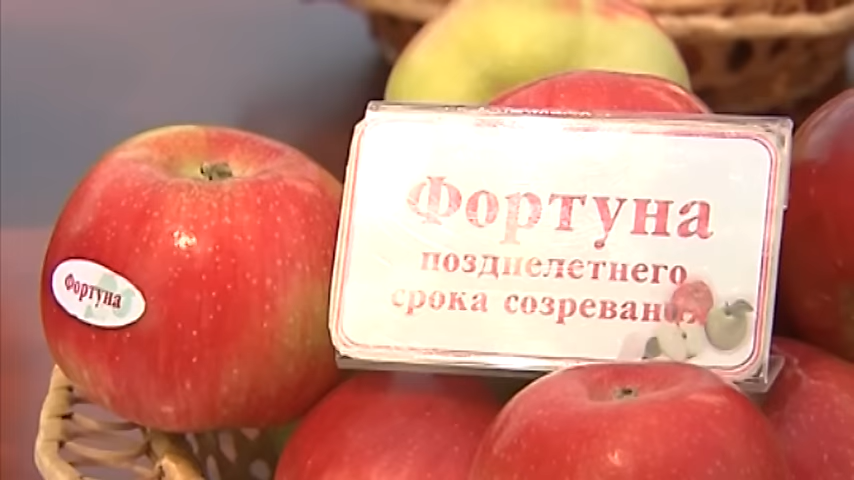 Фортуна
позднелетнего
срока созревания
Фортуна